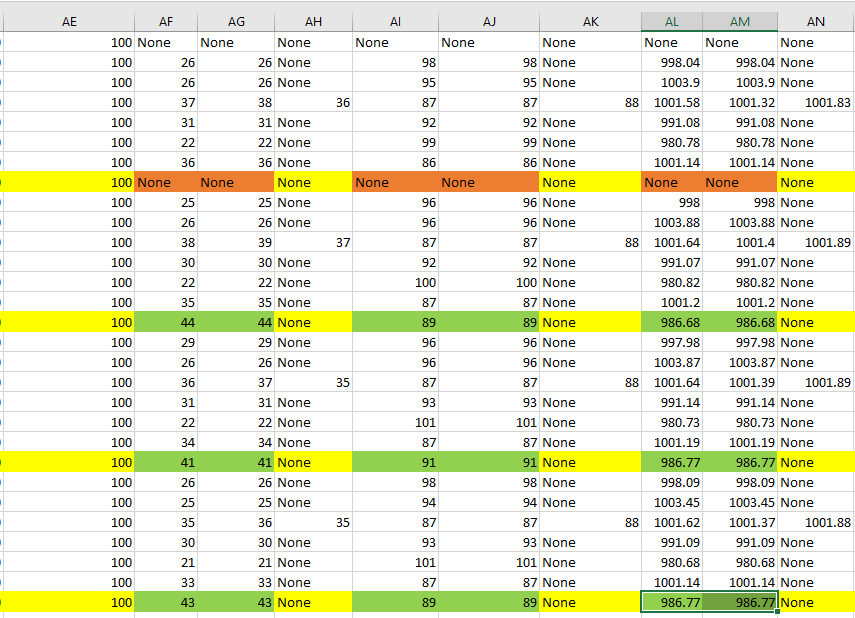 AE AF AG AH AI AJ AK AL AM AN
100 None None None None None None None None None
100 26 26 None 98 98 None 998.04 998.04 None
100 26 26 None 95 95 None 1003.9 1003.9 None
100 37 38 36 87 87 88 1001.58 1001.32 1001.83
100 31 31 None 92 92 None 991.08 991.08 None
100 22 22 None 99 99 None 980.78 980.78 None
100 36 36 None 86 86 None 1001.14 1001.14 None
100 None None None None None None None None None
100 25 25 None 96 96 None 998 998 None
100 26 26 None 96 96 None 1003.88 1003.88 None
100 38 39 37 87 87 88 1001.64 1001.4 1001.89
100 30 30 None 92 92 None 991.07 991.07 None
100 22 22 None 100 100 None 980.82 980.82 None
100 35 35 None 87 87 None 1001.2 1001.2 None
100 44 44 None 89 89 None 986.68 986.68 None
100 29 29 None 96 96 None 997.98 997.98 None
100 26 26 None 96 96 None 1003.87 1003.87 None
100 36 37 35 87 87 88 1001.64 1001.39 1001.89
100 31 31 None 93 93 None 991.14 991.14 None
100 22 22 None 101 101 None 980.73 980.73 None
100 34 34 None 87 87 None 1001.19 1001.19 None
100 41 41 None 91 91 None 986.77 986.77 None
100 26 26 None 98 98 None 998.09 998.09 None
100 25 25 None 94 94 None 1003.45 1003.45 None
100 35 36 35 87 87 88 1001.62 1001.37 1001.88
100 30 30 None 93 93 None 991.09 991.09 None
100 21 21 None 101 101 None 980.68 980.68 None
100 33 33 None 87 87 None 1001.14 1001.14 None
100 43 43 None 89 89 None 986.77 986.77 None